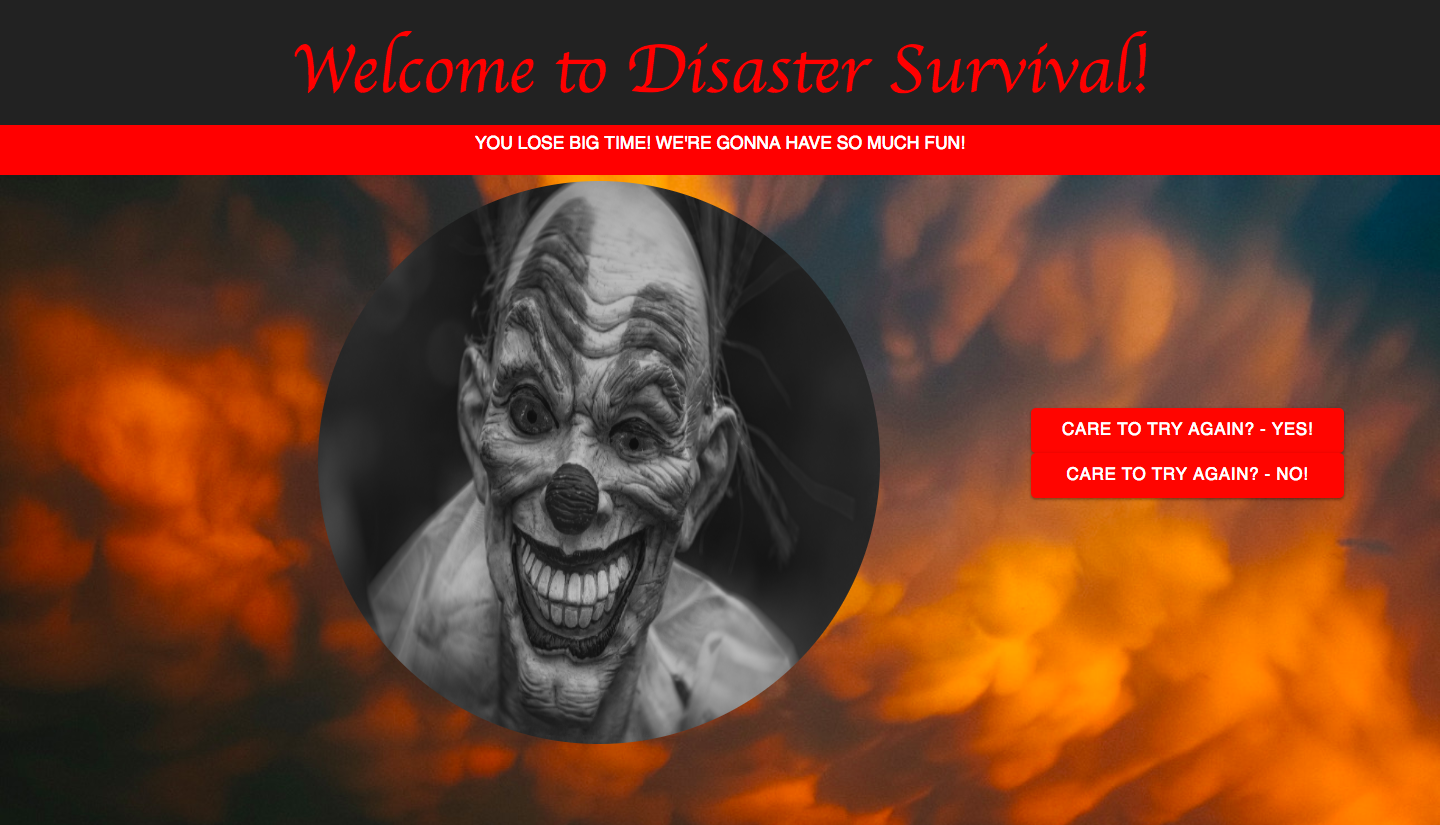 Welcome to Disaster Survival!
YOU LOSE BIG TIME! WE'RE GONNA HAVE SO MUCH FUN!
CARE TO TRY AGAIN? - YES!
CARE TO TRY AGAIN? - NO!